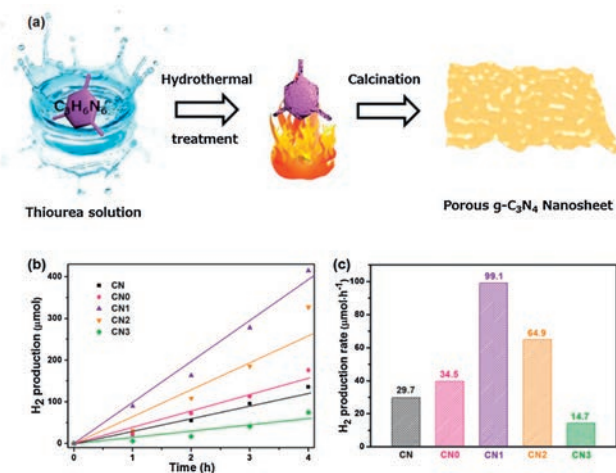 (a)
C3H6N6
Hydrothermal
treatment
Calcination
Thiourea solution
Porous g-C3N4 Nanosheet
(b)
H2 production (μmol)
400
300
200
100
0
CN
CN0
CN1
CN2
CN3
0 1 2 3 4
Time (h)
(c)
H2 production rate (μmol·h-1)
100
80
60
40
20
0
29.7
34.5
99.1
64.9
14.7
CN CN0 CN1 CN2 CN3